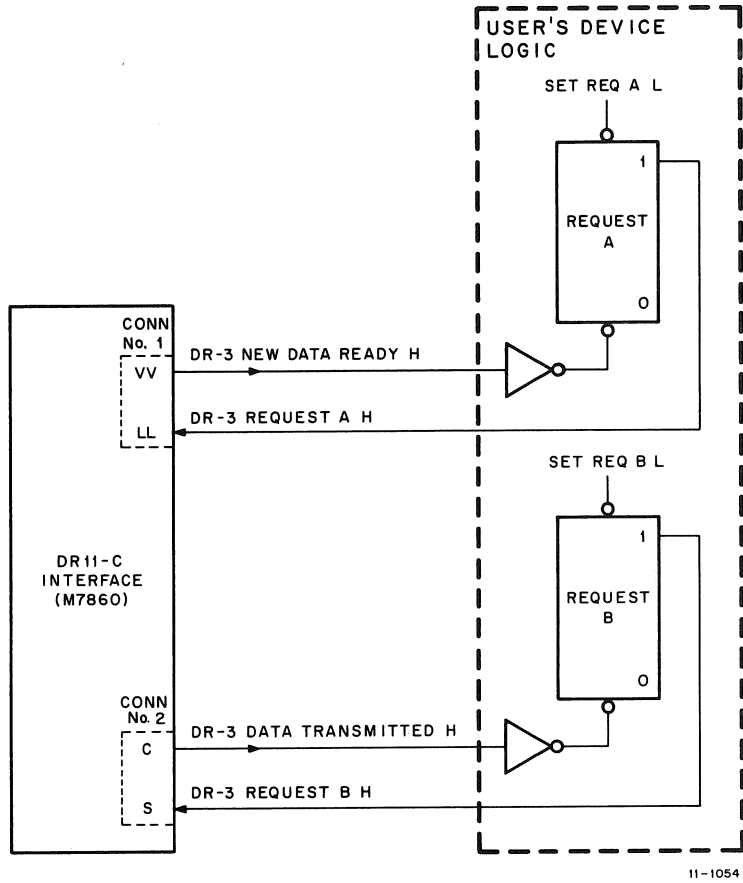 USER'S DEVICE
LOGIC
SET REQ A L
1
REQUEST
A
0
CONN
No. 1
VV
DR-3 NEW DATA READY H
LL
DR-3 REQUEST A H
SET REQ B L
1
REQUEST
B
0
DR11-C
INTERFACE
(M7860)
CONN
No. 2
C
DR-3 DATA TRANSMITTED H
S
DR-3 REQUEST B H
11-1054